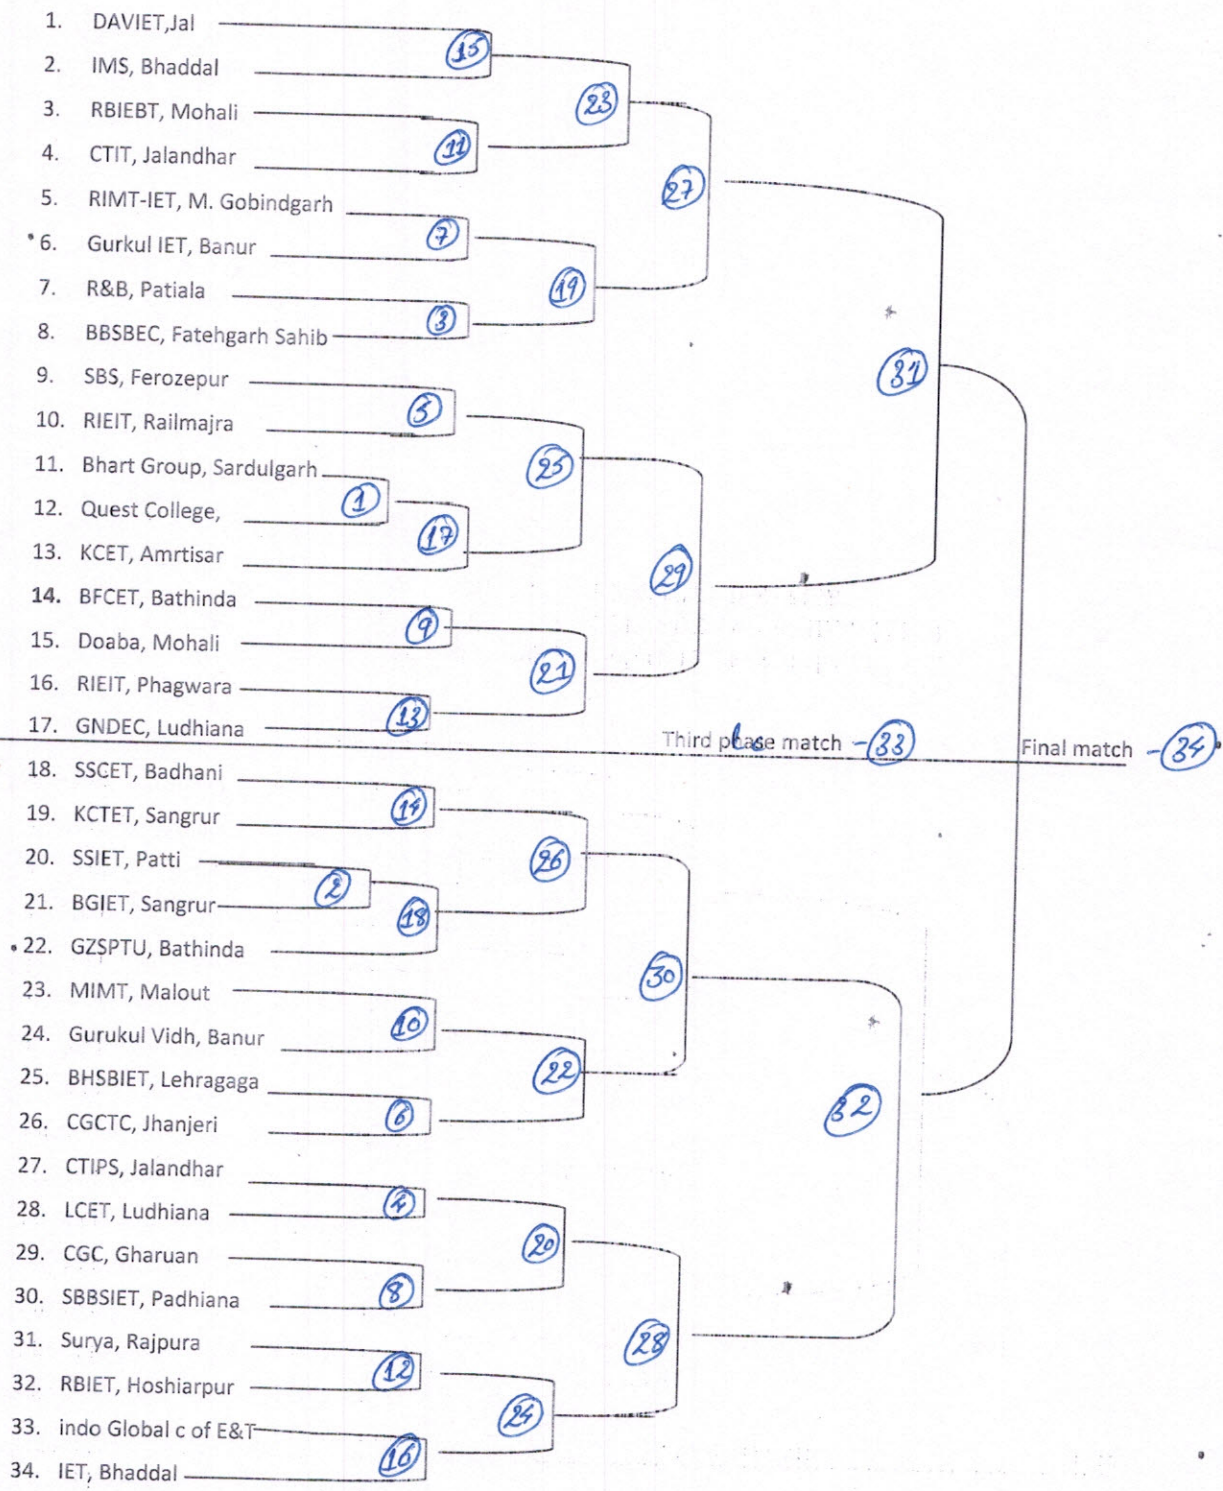 1. DAVIET,Jal
15
2. IMS, Bhaddal
23
3. RBIEBT, Mohali
11
4. CTIT, Jalandhar
27
5. RIMT-IET, M. Gobindgarh
7
6. Gurkul IET, Banur
19
7. R&B, Patiala
3
8. BBSBEC, Fatehgarh Sahib
31
9. SBS, Ferozepur
5
10. RIEIT, Railmajra
25
11. Bhart Group, Sardulgarh
1
12. Quest College,
17
13. KCET, Amrtisar
29
14. BFCET, Bathinda
9
15. Doaba, Mohali
21
16. RIEIT, Phagwara
13
17. GNDEC, Ludhiana
Third match - 33
Final match - 34
18. SSCET, Badhani
14
19. KCTET, Sangrur
26
20. SSIET, Patti
2
21. BGIET, Sangrur
18
22. GZSPTU, Bathinda
30
23. MIMT, Malout
10
24. Gurukul Vidh, Banur
22
25. BHSBIET, Lehragaga
6
32
26. CGCTC, Jhanjeri
27. CTIPS, Jalandhar
4
28. LCET, Ludhiana
20
29. CGC, Gharuan
8
30. SBBSIET, Padhiana
28
31. Surya, Rajpura
12
32. RBIET, Hoshiarpur
24
33. indo Global c of E&T
16
34. IET, Bhaddal